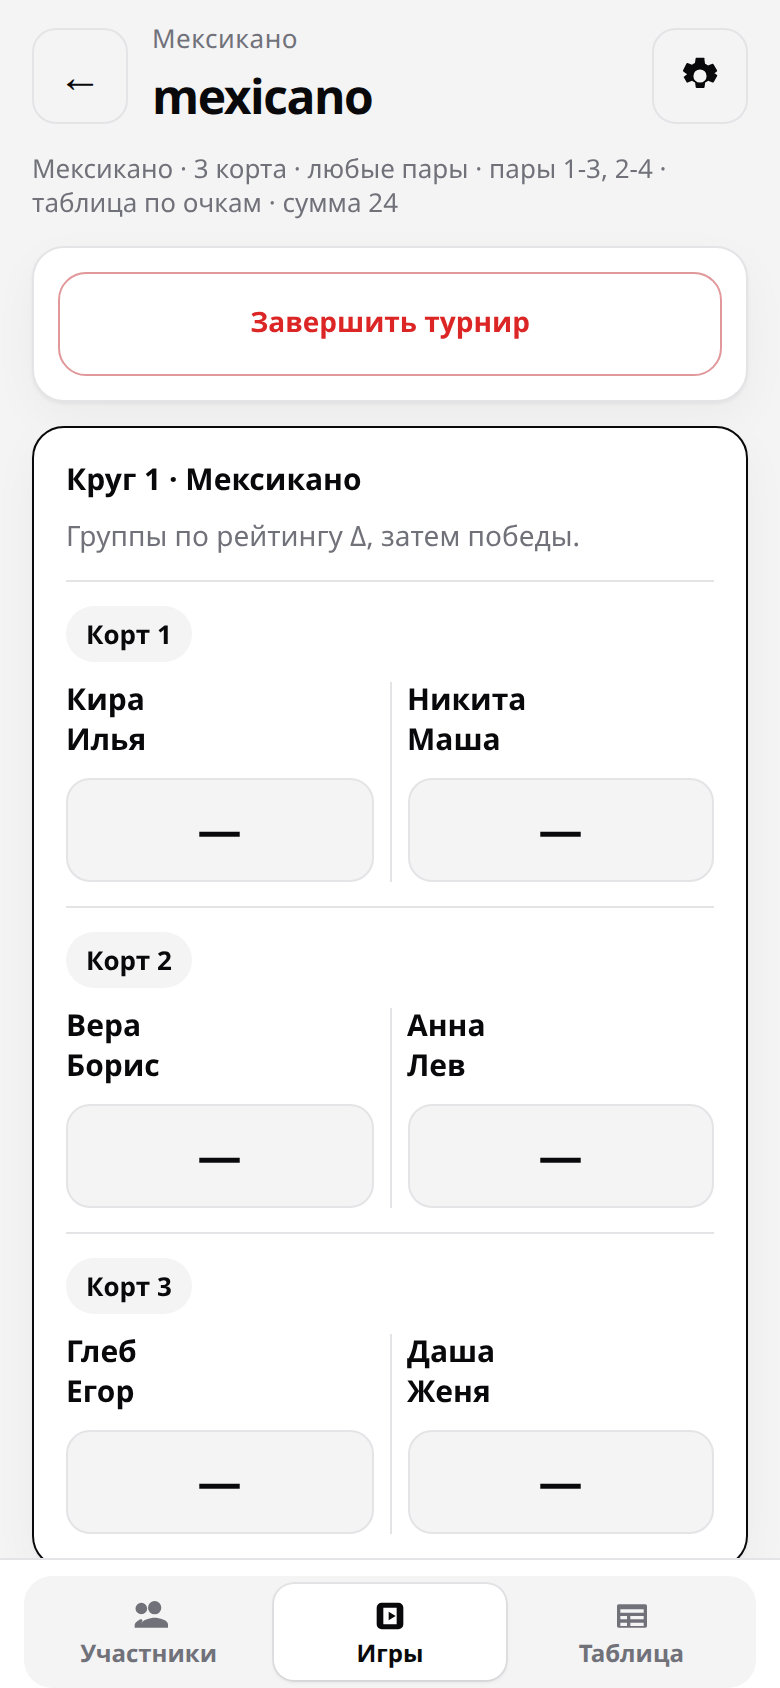 ←
Мексикано
mexicano
Мексикано · 3 корта · любые пары · пары 1-3, 2-4 ·
таблица по очкам · сумма 24
Завершить турнир
Круг 1 · Мексикано
Группы по рейтингу Δ, затем победы.
Корт 1
Кира
Илья
Никита
Маша
—
—
Корт 2
Вера
Борис
Анна
Лев
—
—
Корт 3
Глеб
Егор
Даша
Женя
—
—
Участники
Игры
Таблица